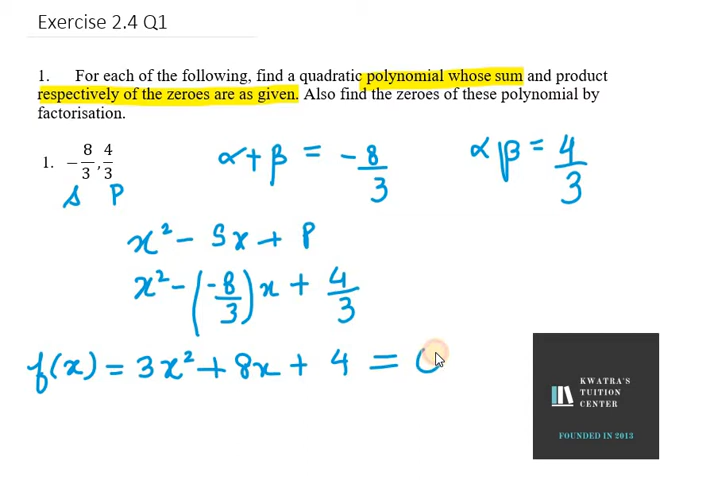 Exercise 2.4 Q1
1. For each of the following, find a quadratic polynomial whose sum and product
respectively of the zeroes are as given. Also find the zeroes of these polynomial by
factorisation.
1. -8/3, 4/3
S P
α + β = -8/3
αβ = 4/3
x² - Sx + P
x² - (-8/3)x + 4/3
f(x) = 3x² + 8x + 4 =
KWATRA'S
TUITION
CENTER
FOUNDED IN 2013